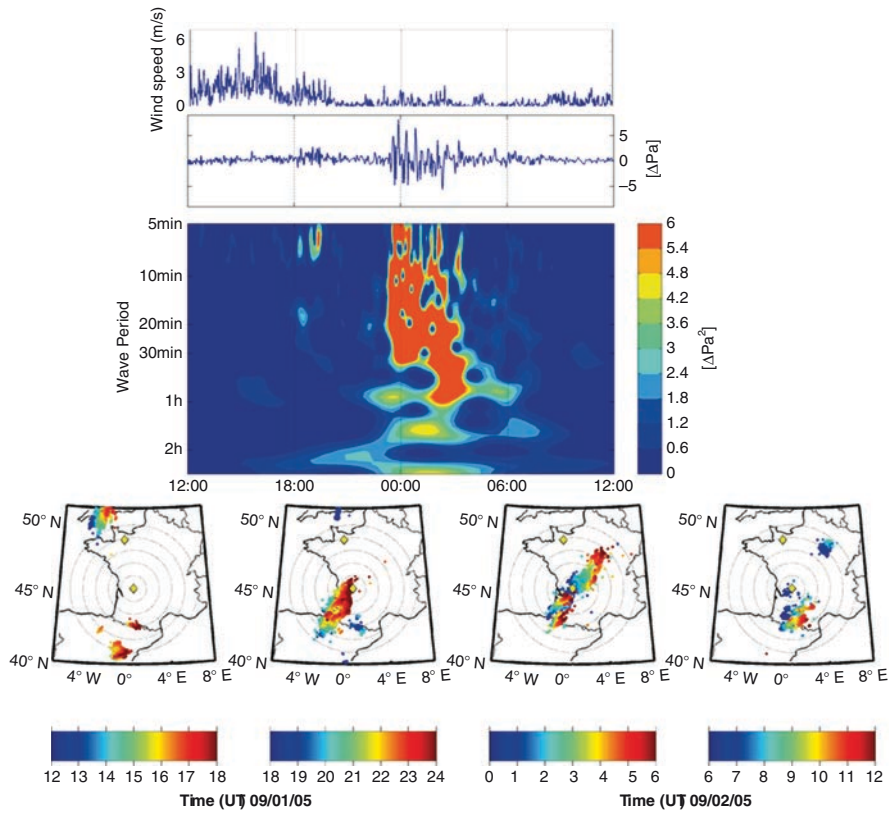 Wind speed (m/s)
6
3
0
5
0
–5
[ΔPa]
Wave Period
5min
10min
20min
30min
1h
2h
12:00 18:00 00:00 06:00 12:00
6
5.4
4.8
4.2
3.6
3
2.4
1.8
1.2
0.6
0
[ΔPa²]
50° N
45° N
40° N
4° W 0° 4° E 8° E
50° N
45° N
40° N
4° W 0° 4° E 8° E
50° N
45° N
40° N
4° W 0° 4° E 8° E
50° N
45° N
40° N
4° W 0° 4° E 8° E
12 13 14 15 16 17 18
18 19 20 21 22 23 24
0 1 2 3 4 5 6
6 7 8 9 10 11 12
Time (UT) 09/01/05
Time (UT) 09/02/05